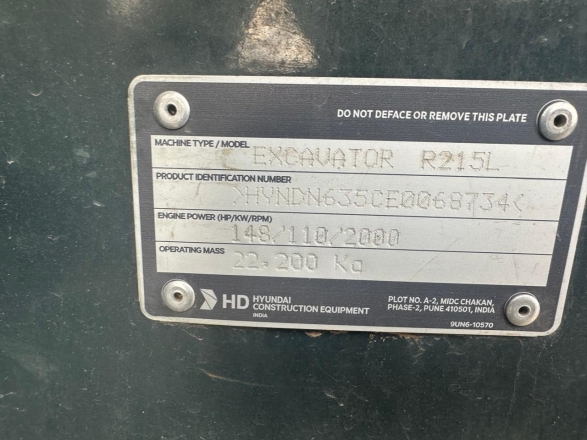 DO NOT DEFACE OR REMOVE THIS PLATE
MACHINE TYPE / MODEL
EXCAVATOR R215L
PRODUCT IDENTIFICATION NUMBER
>HYNDN635CE0068734<
ENGINE POWER (HP/KW/RPM)
148/110/2000
OPERATING MASS
22,200 Kg
HD HYUNDAI
CONSTRUCTION EQUIPMENT
INDIA
PLOT NO. A-2, MIDC CHAKAN,
PHASE-2, PUNE 410501, INDIA
9UN6-10570